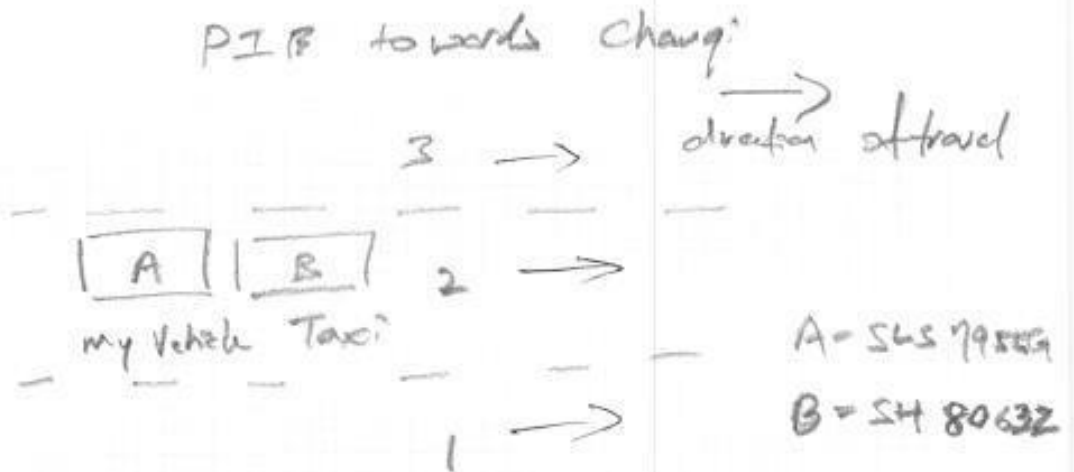 PIE towards Changi
direction of travel
3
A B 2
my Vehicle Taxi
B = SH 8063Z
1